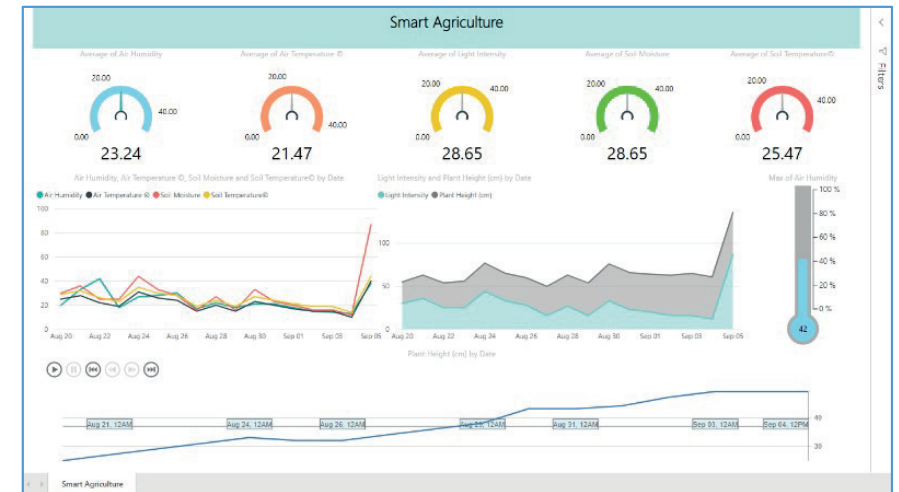 Smart Agriculture
Filters
Average of Air Humidity
Average of Air Temperature ©
Average of Light Intensity
Average of Soil Moisture
Average of Soil Temperature©
20.00
40.00
0.00
23.24
20.00
40.00
0.00
21.47
20.00
40.00
0.00
28.65
20.00
40.00
0.00
28.65
20.00
40.00
0.00
25.47
Air Humidity, Air Temperature ©, Soil Moisture and Soil Temperature© by Date
Air Humidity Air Temperature © Soil Moisture Soil Temperature©
100
80
60
40
20
0
Aug 20 Aug 22 Aug 24 Aug 26 Aug 28 Aug 30 Sep 01 Sep 03 Sep 05
Light Intensity and Plant Height (cm) by Date
Light Intensity Plant Height (cm)
100
50
0
Aug 20 Aug 22 Aug 24 Aug 26 Aug 28 Aug 30 Sep 01 Sep 03 Sep 05
Max of Air Humidity
100 %
80 %
60 %
40 %
20 %
0 %
42
Plant Height (cm) by Date
Aug 21, 12AM Aug 24, 12AM Aug 26, 12AM Aug 29, 12AM Aug 31, 12AM Sep 03, 12AM Sep 04, 12PM
40
30
Smart Agriculture